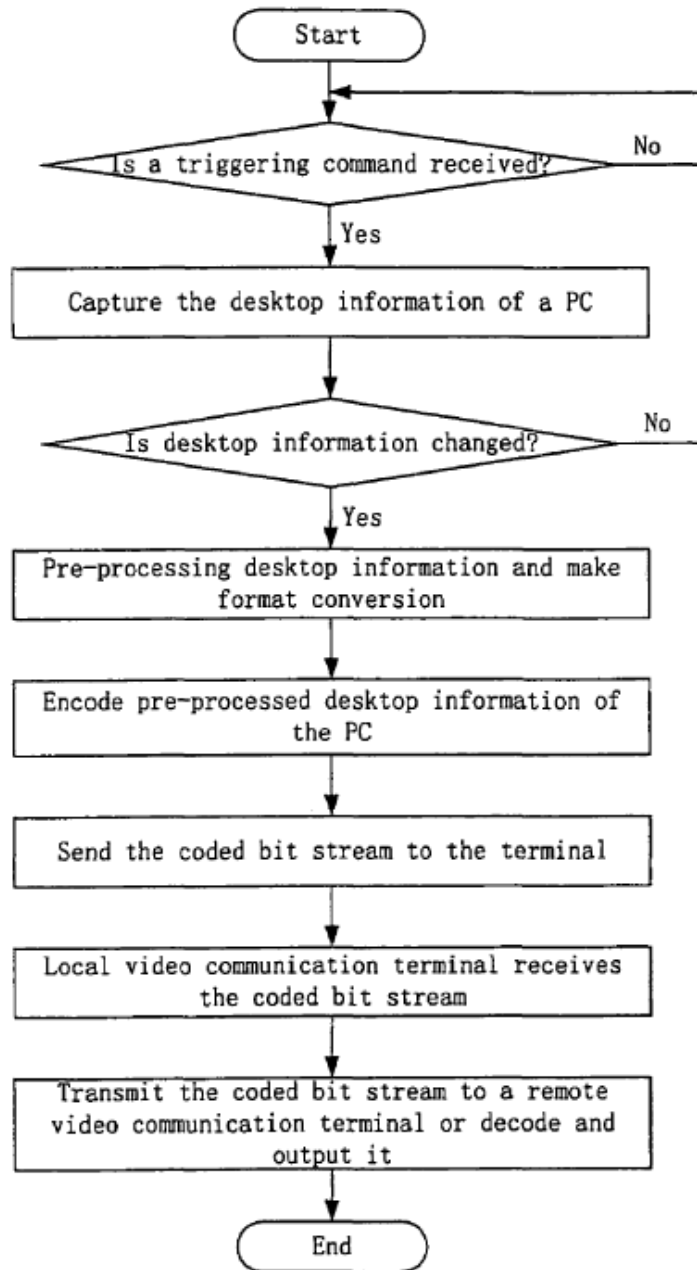 Start
Is a triggering command received?
No
Yes
Capture the desktop information of a PC
Is desktop information changed?
No
Yes
Pre-processing desktop information and make
format conversion
Encode pre-processed desktop information of
the PC
Send the coded bit stream to the terminal
Local video communication terminal receives
the coded bit stream
Transmit the coded bit stream to a remote
video communication terminal or decode and
output it
End